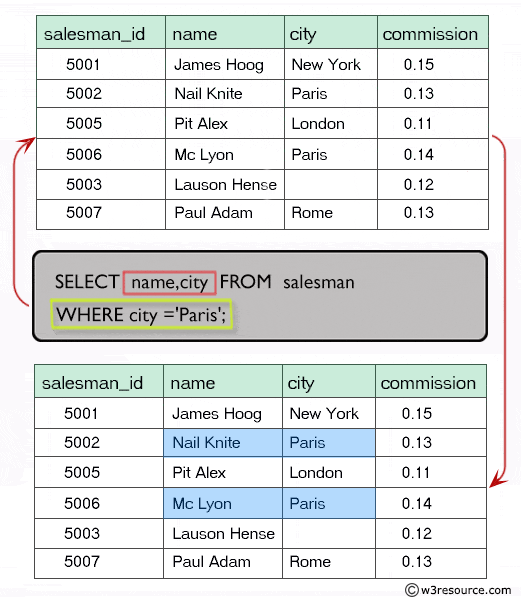 salesman_id name city commission
5001 James Hoog New York 0.15
5002 Nail Knite Paris 0.13
5005 Pit Alex London 0.11
5006 Mc Lyon Paris 0.14
5003 Lauson Hense 0.12
5007 Paul Adam Rome 0.13
SELECT name,city FROM salesman
WHERE city ='Paris';
salesman_id name city commission
5001 James Hoog New York 0.15
5002 Nail Knite Paris 0.13
5005 Pit Alex London 0.11
5006 Mc Lyon Paris 0.14
5003 Lauson Hense 0.12
5007 Paul Adam Rome 0.13
© w3resource.com